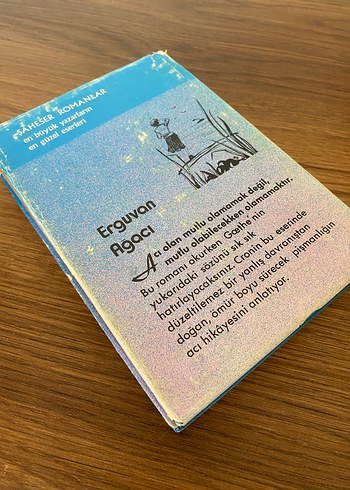 ŞAHESER ROMANLAR
en büyük yazarların
en güzel eserleri
Erguvan
Ağacı
Acı olan mutlu olamamak değil,
mutlu olabilecekken olamamaktır.
Bu romanı okurken Gœthe'nin
yukarıdaki sözünü sık sık
hatırlayacaksınız. Cronin bu eserinde
düzeltilemez bir yanlış davranıştan
doğan, ömür boyu sürecek pişmanlığın
acı hikâyesini anlatıyor.